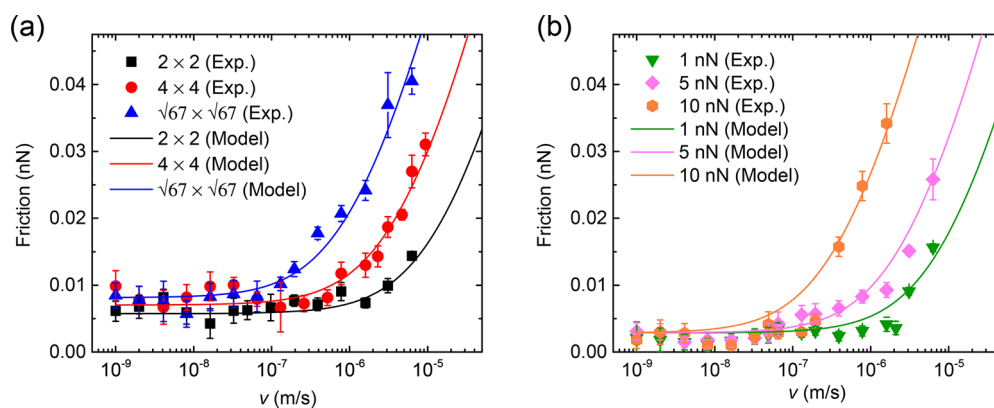 (a)
0.04
0.03
0.02
0.01
0.00
Friction (nN)
2 × 2 (Exp.)
4 × 4 (Exp.)
√67 × √67 (Exp.)
2 × 2 (Model)
4 × 4 (Model)
√67 × √67 (Model)
10⁻⁹ 10⁻⁸ 10⁻⁷ 10⁻⁶ 10⁻⁵
v (m/s)
(b)
0.04
0.03
0.02
0.01
0.00
Friction (nN)
1 nN (Exp.)
5 nN (Exp.)
10 nN (Exp.)
1 nN (Model)
5 nN (Model)
10 nN (Model)
10⁻⁹ 10⁻⁸ 10⁻⁷ 10⁻⁶ 10⁻⁵
v (m/s)